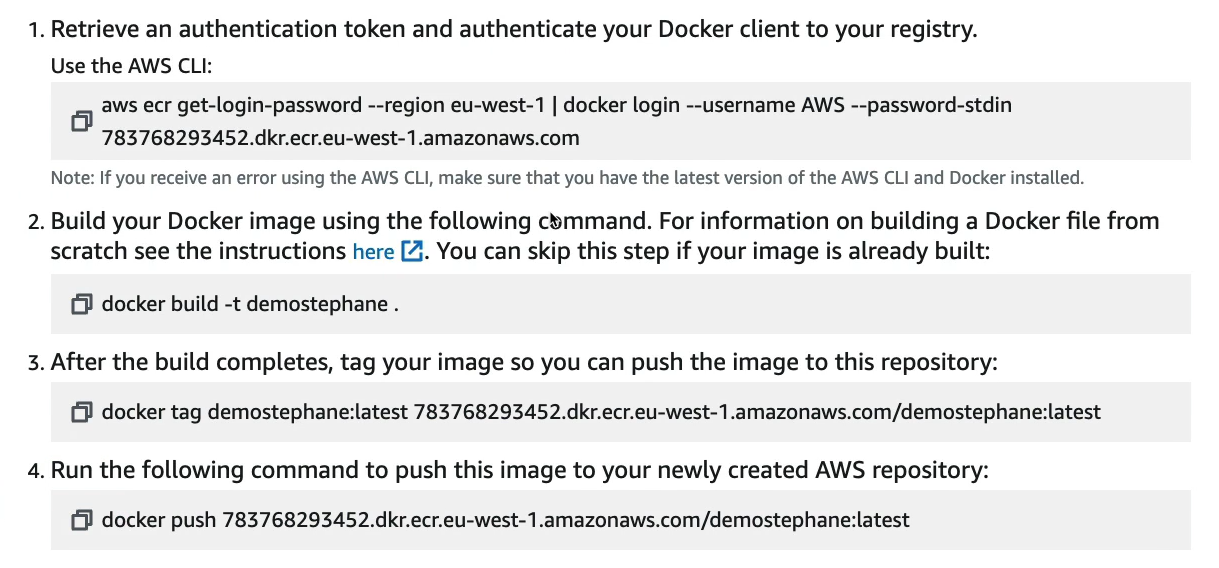 1. Retrieve an authentication token and authenticate your Docker client to your registry.
Use the AWS CLI:
aws ecr get-login-password --region eu-west-1 | docker login --username AWS --password-stdin
783768293452.dkr.ecr.eu-west-1.amazonaws.com
Note: If you receive an error using the AWS CLI, make sure that you have the latest version of the AWS CLI and Docker installed.
2. Build your Docker image using the following command. For information on building a Docker file from
scratch see the instructions here. You can skip this step if your image is already built:
docker build -t demostephane .
3. After the build completes, tag your image so you can push the image to this repository:
docker tag demostephane:latest 783768293452.dkr.ecr.eu-west-1.amazonaws.com/demostephane:latest
4. Run the following command to push this image to your newly created AWS repository:
docker push 783768293452.dkr.ecr.eu-west-1.amazonaws.com/demostephane:latest